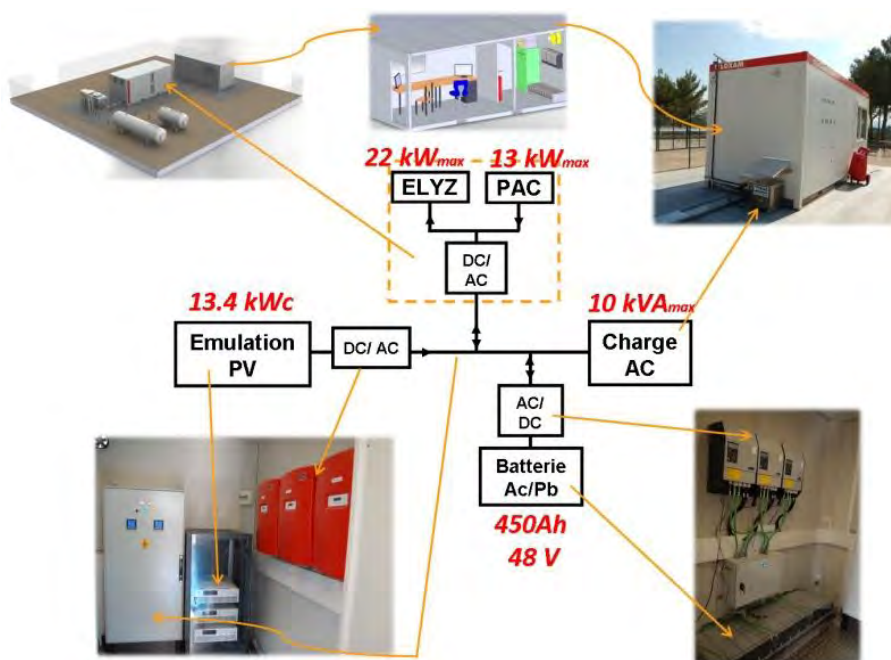 22 kWmax
13 kWmax
ELYZ
PAC
DC/
AC
13.4 kWc
10 kVAmax
Emulation
PV
DC/ AC
Charge
AC
AC/
DC
Batterie
Ac/Pb
450Ah
48 V